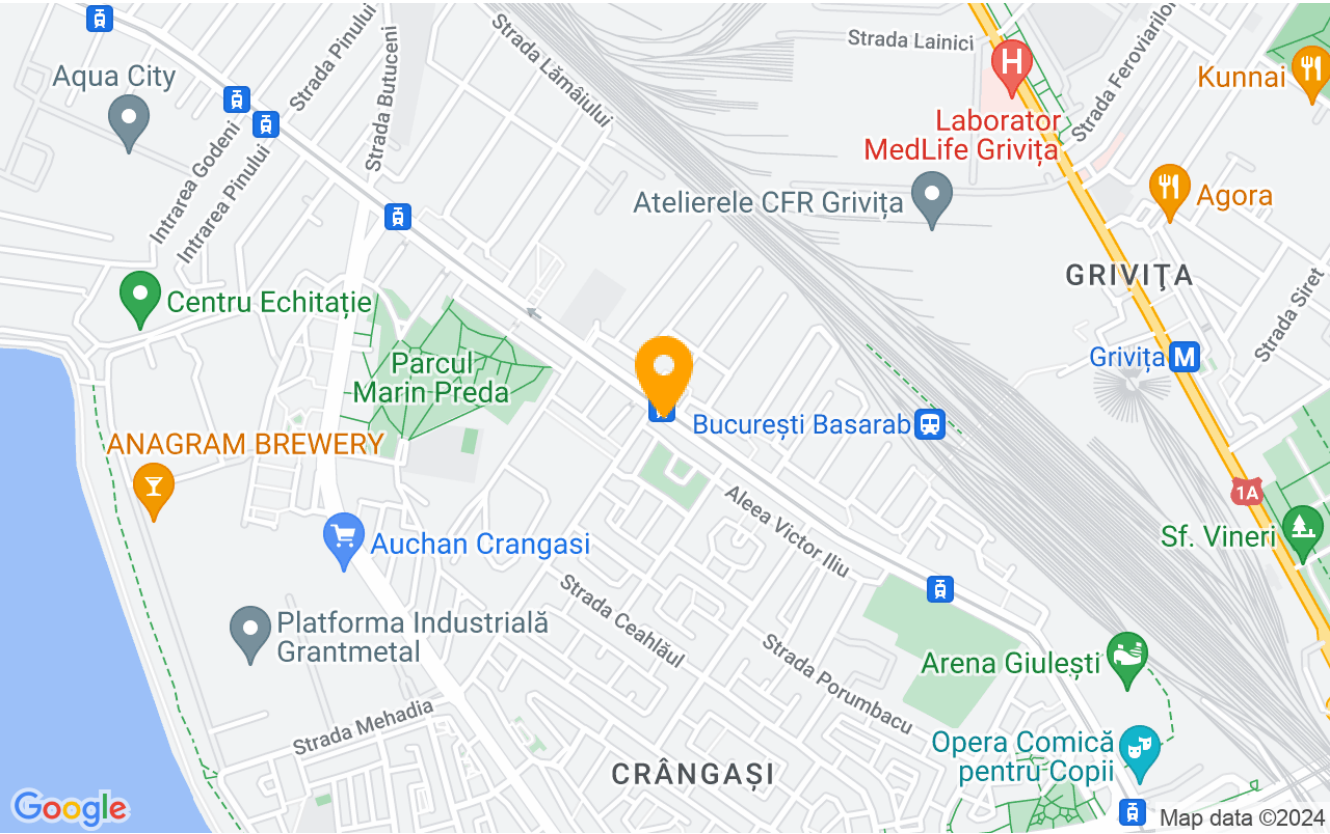 Strada Pinului
Strada Butuceni
Strada Lămâiului
Strada Lainici
Strada Feroviarilor
H
Kunnai
Aqua City
Laborator
MedLife Grivița
Intrarea Godeni
Intrarea Pinului
Atelierele CFR Grivița
Agora
GRIVIȚA
Centru Echitație
Strada Siret
Parcul
Marin Preda
Grivița M
București Basarab
ANAGRAM BREWERY
1A
Aleea Victor Iliu
Sf. Vineri
Auchan Crangasi
Strada Ceahlăul
Platforma Industrială
Grantmetal
Strada Porumbacu
Arena Giulești
Strada Mehadia
Opera Comică
pentru Copii
CRÂNGAȘI
Google
Map data ©2024